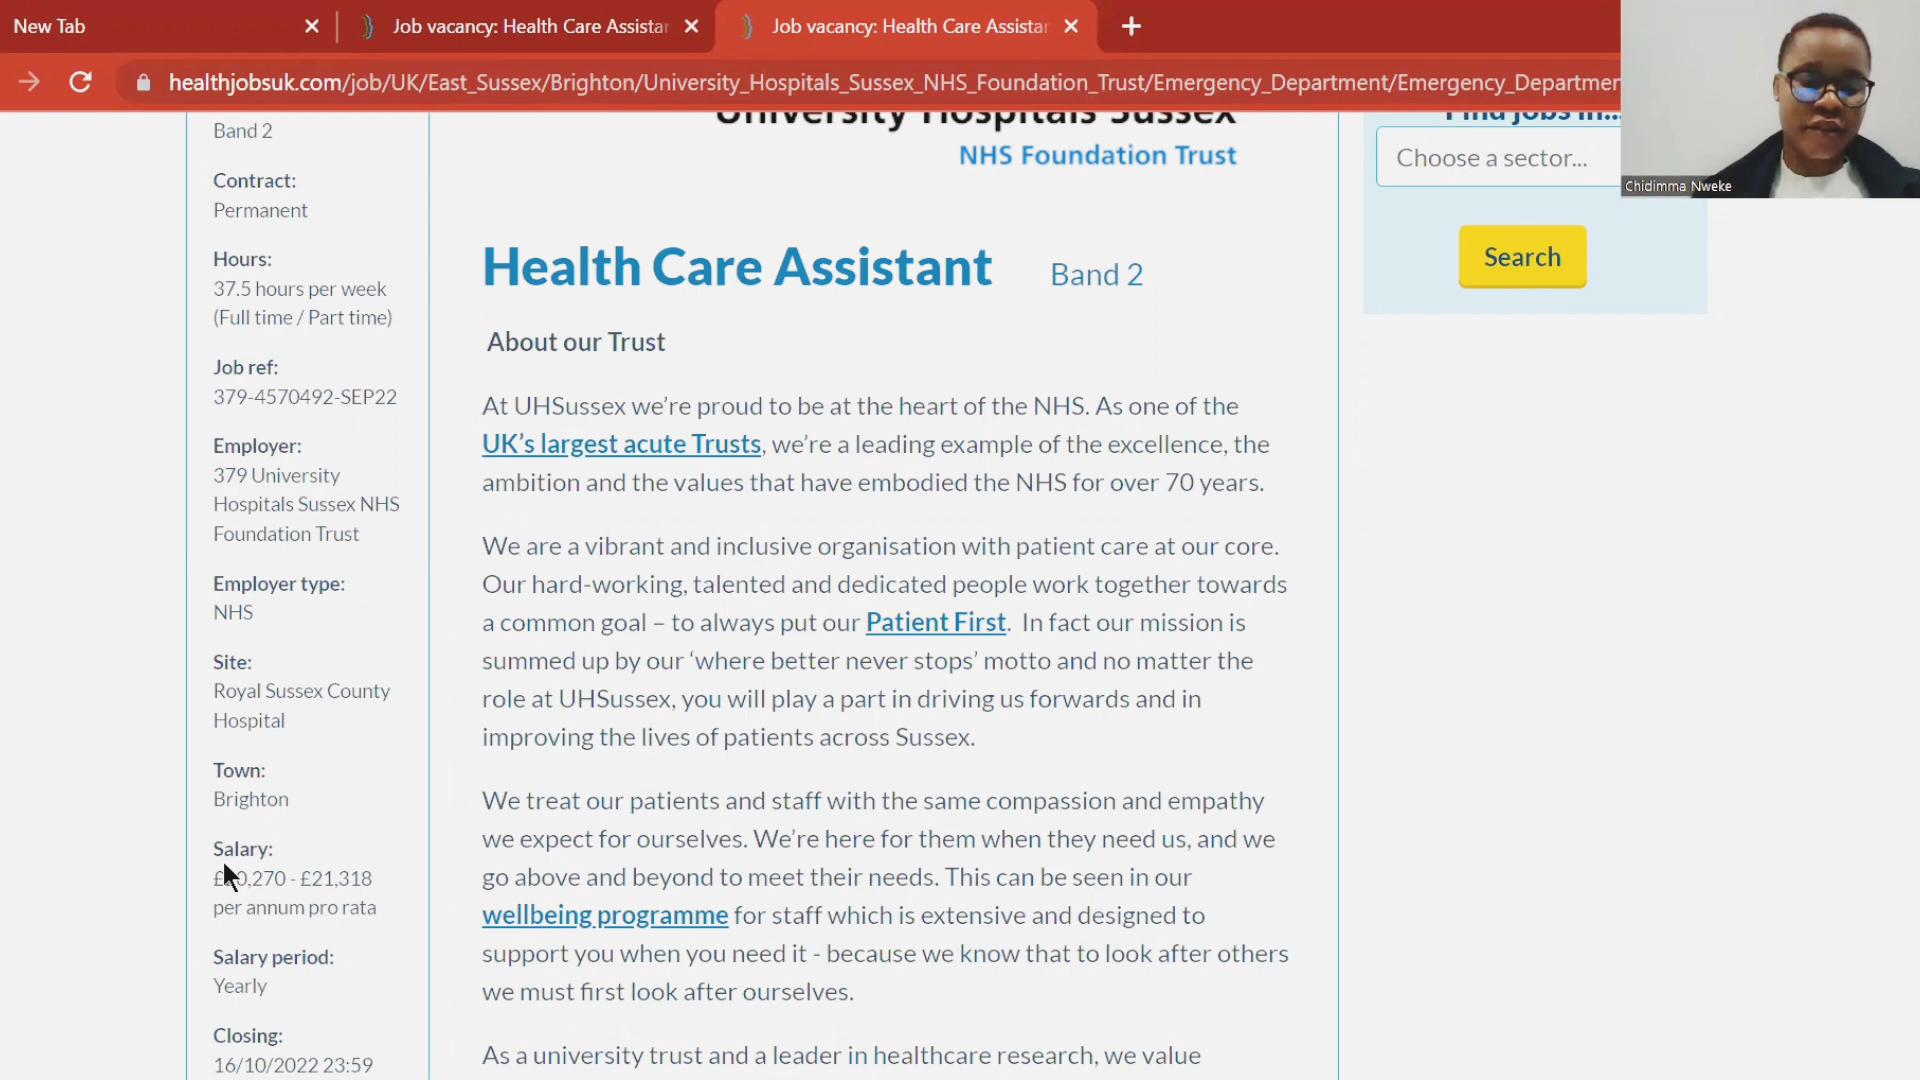 New Tab
Job vacancy: Health Care Assistar
Job vacancy: Health Care Assistar
healthjobsuk.com/job/UK/East_Sussex/Brighton/University_Hospitals_Sussex_NHS_Foundation_Trust/Emergency_Department/Emergency_Departmen
Chidimma Nweke
Band 2
Contract:
Permanent
Hours:
37.5 hours per week
(Full time / Part time)
Job ref:
379-4570492-SEP22
Employer:
379 University
Hospitals Sussex NHS
Foundation Trust
Employer type:
NHS
Site:
Royal Sussex County
Hospital
Town:
Brighton
Salary:
£20,270 - £21,318
per annum pro rata
Salary period:
Yearly
Closing:
16/10/2022 23:59
University Hospitals Sussex
NHS Foundation Trust
Health Care Assistant Band 2
About our Trust
At UHSussex we’re proud to be at the heart of the NHS. As one of the
UK’s largest acute Trusts, we’re a leading example of the excellence, the
ambition and the values that have embodied the NHS for over 70 years.
We are a vibrant and inclusive organisation with patient care at our core.
Our hard-working, talented and dedicated people work together towards
a common goal – to always put our Patient First. In fact our mission is
summed up by our ‘where better never stops’ motto and no matter the
role at UHSussex, you will play a part in driving us forwards and in
improving the lives of patients across Sussex.
We treat our patients and staff with the same compassion and empathy
we expect for ourselves. We’re here for them when they need us, and we
go above and beyond to meet their needs. This can be seen in our
wellbeing programme for staff which is extensive and designed to
support you when you need it - because we know that to look after others
we must first look after ourselves.
As a university trust and a leader in healthcare research, we value
Find jobs in...
Choose a sector...
Search